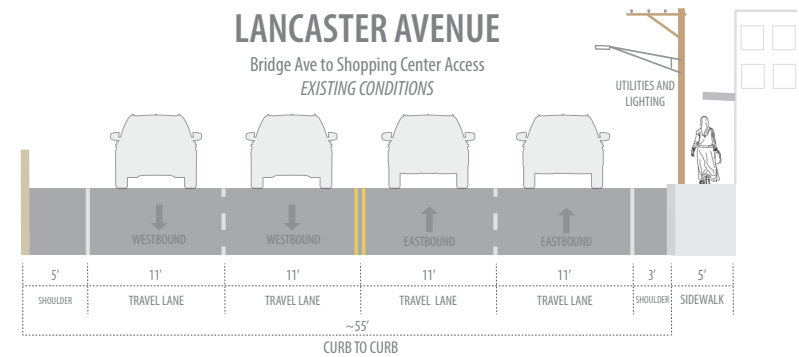 LANCASTER AVENUE
Bridge Ave to Shopping Center Access
EXISTING CONDITIONS
UTILITIES AND
LIGHTING
WESTBOUND
WESTBOUND
EASTBOUND
EASTBOUND
5’ 11’ 11’ 11’ 11’ 3’ 5’
SHOULDER TRAVEL LANE TRAVEL LANE TRAVEL LANE TRAVEL LANE SHOULDER SIDEWALK
~55’
CURB TO CURB